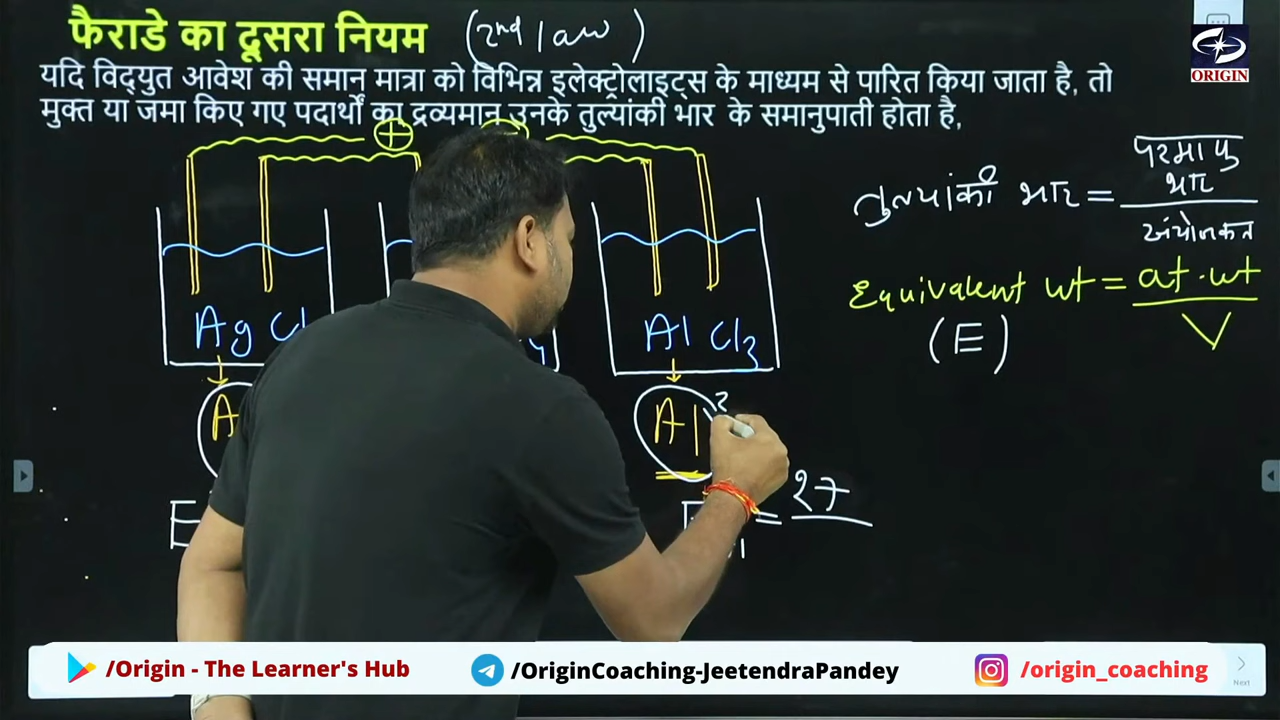 फैराडे का दूसरा नियम (2nd law)
ORIGIN
यदि विद्युत आवेश की समान मात्रा को विभिन्न इलेक्ट्रोलाइट्स के माध्यम से पारित किया जाता है, तो
मुक्त या जमा किए गए पदार्थों का द्रव्यमान उनके तुल्यांकी भार के समानुपाती होता है,
+
तुल्यांकी भार = परमाणु भार
संयोजकता
Equivalent wt = at.wt
V
(E)
Ag Cl
Al Cl3
A
Al
E
= 27
/Origin - The Learner's Hub
/OriginCoaching-JeetendraPandey
/origin_coaching
Next